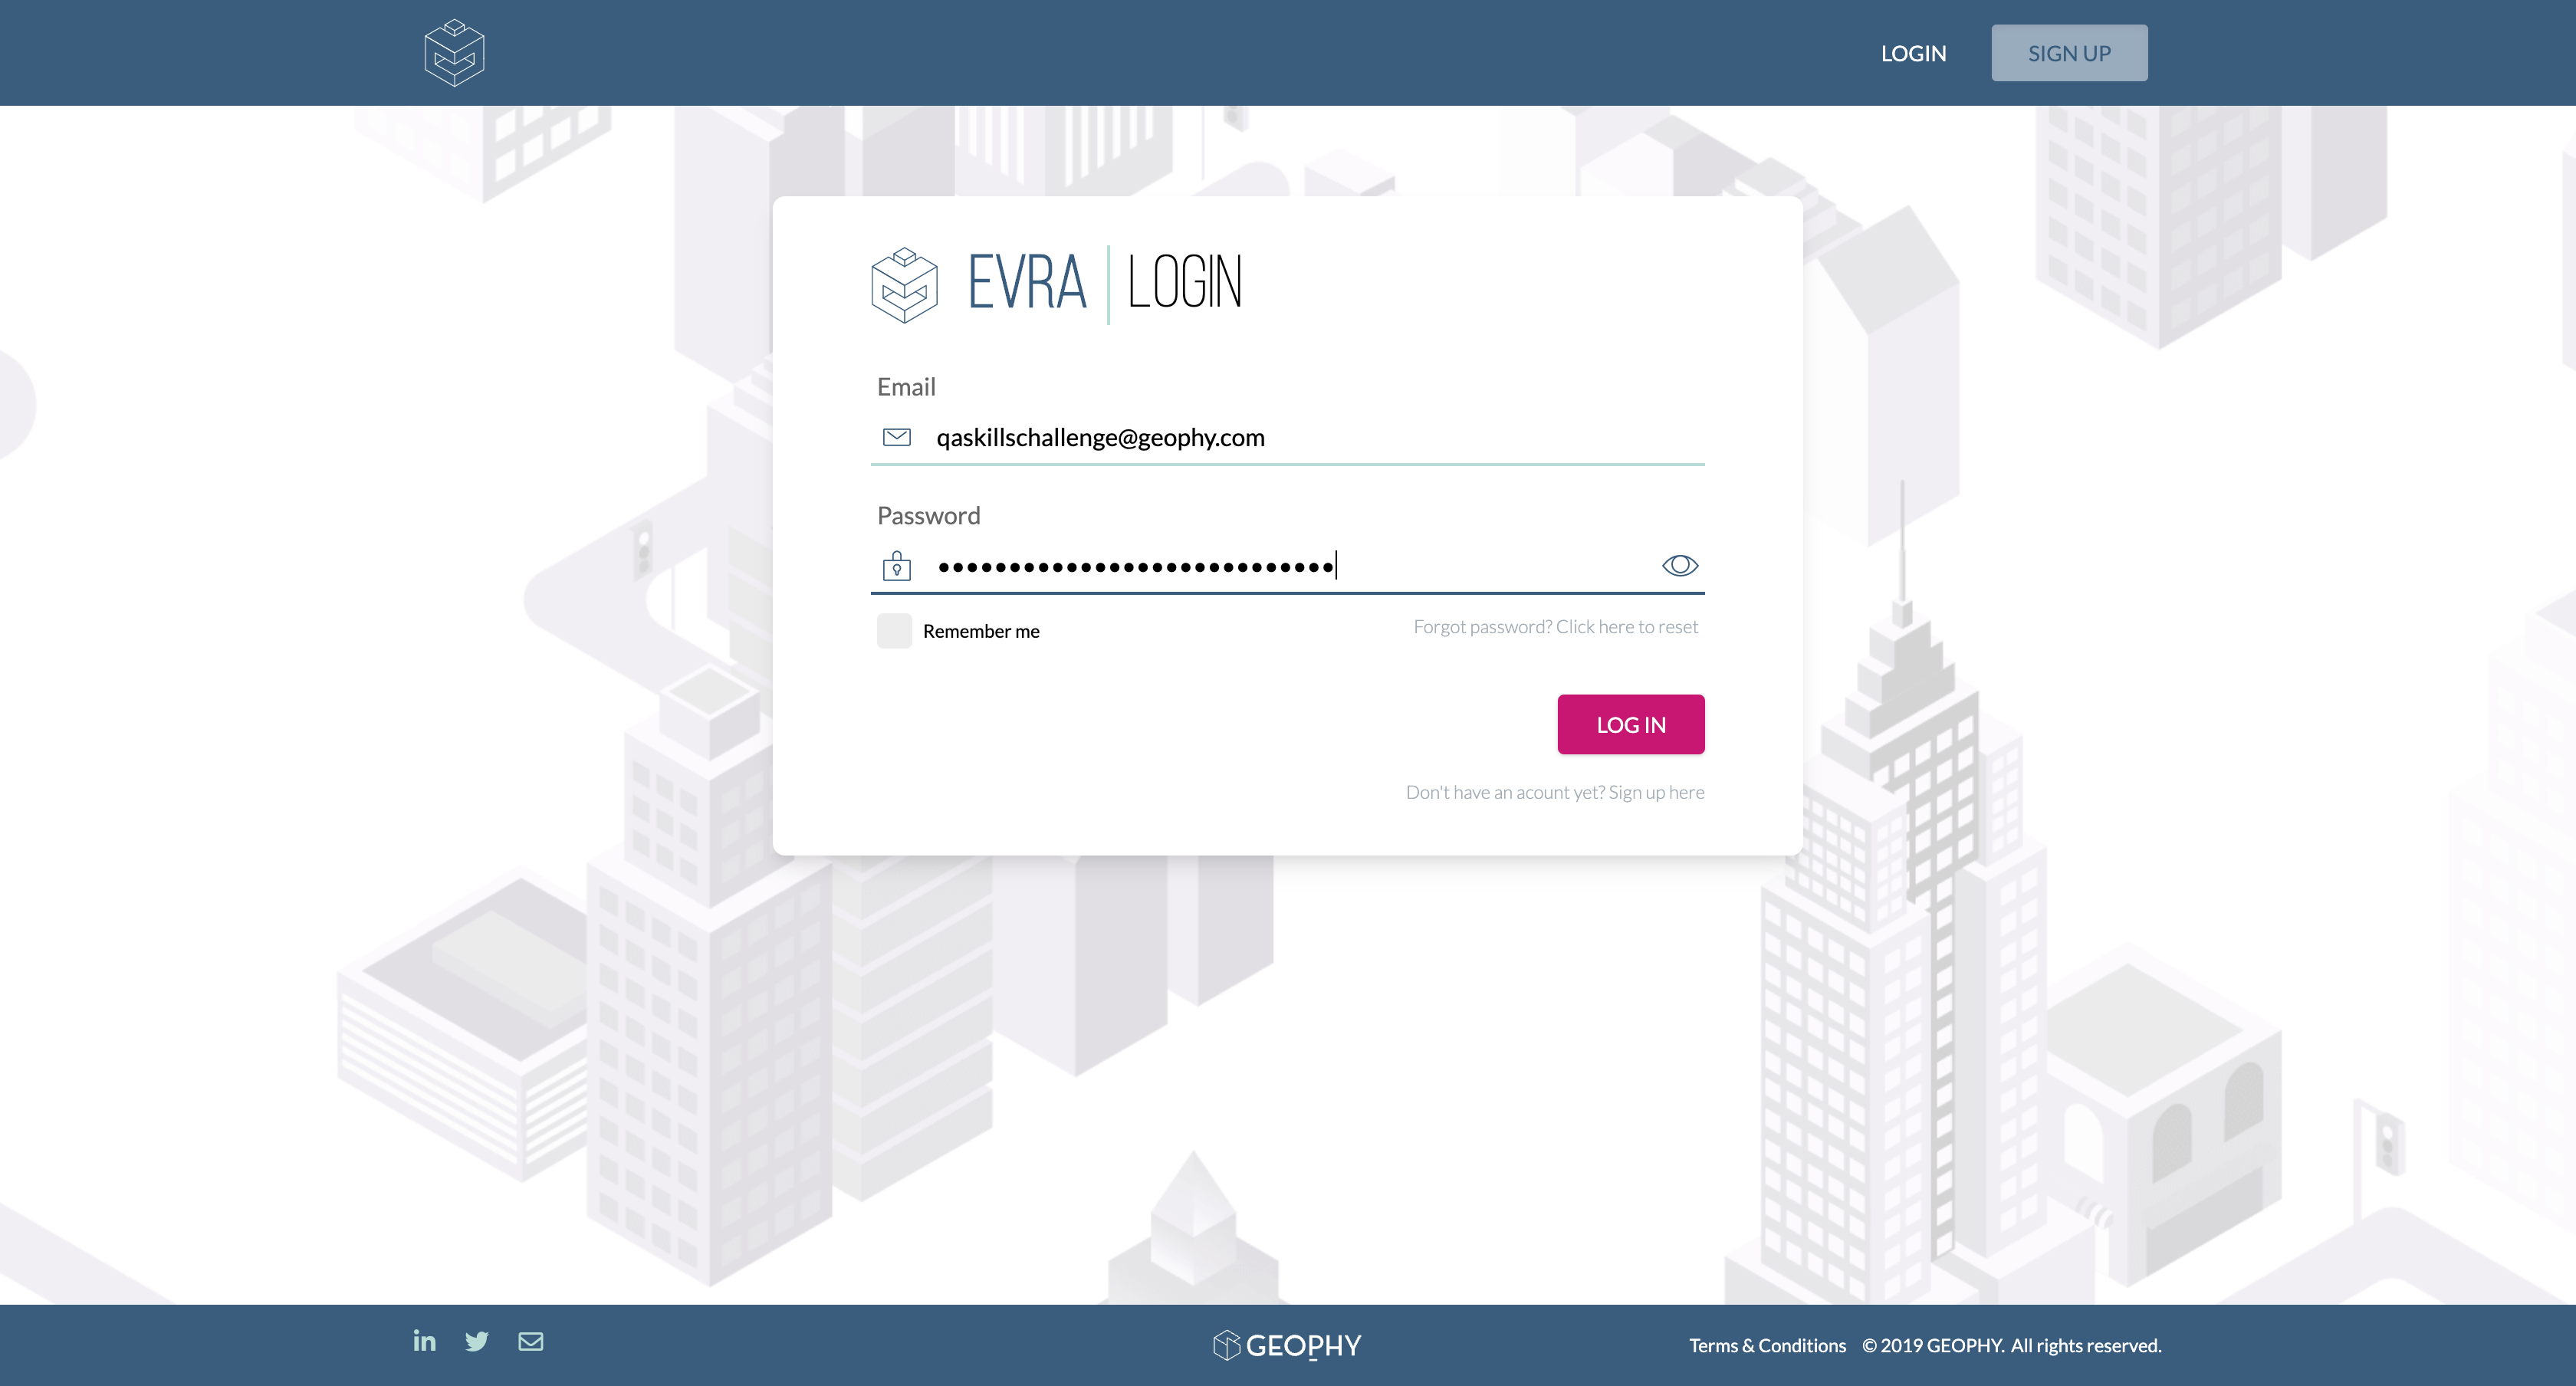 LOGIN SIGN UP
EVRA LOGIN
Email
qaskillschallenge@geophy.com
Password
••••••••••••••••••••••••••••
Remember me Forgot password? Click here to reset
LOG IN
Don't have an acount yet? Sign up here
in GEOPHY Terms & Conditions © 2019 GEOPHY. All rights reserved.